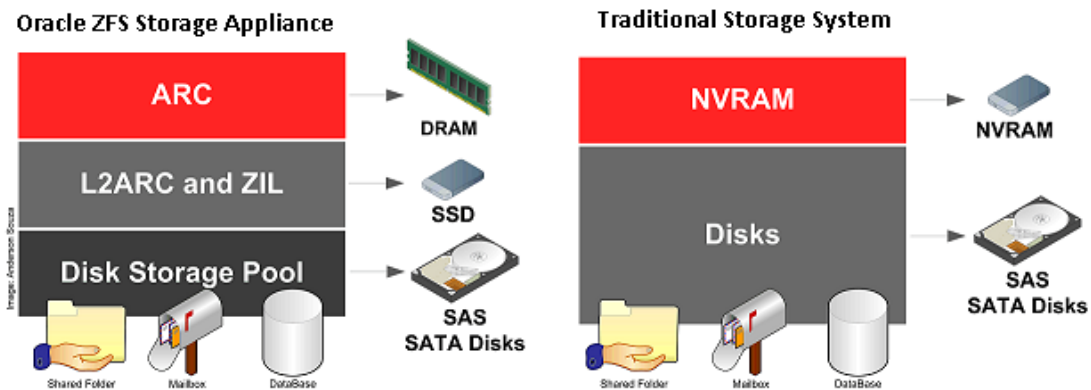 Oracle ZFS Storage Appliance
ARC
DRAM
L2ARC and ZIL
SSD
Disk Storage Pool
SAS
SATA Disks
Shared Folder
Mailbox
DataBase
Image: Anderson Souza
Traditional Storage System
NVRAM
NVRAM
Disks
SAS
SATA Disks
Shared Folder
Mailbox
DataBase